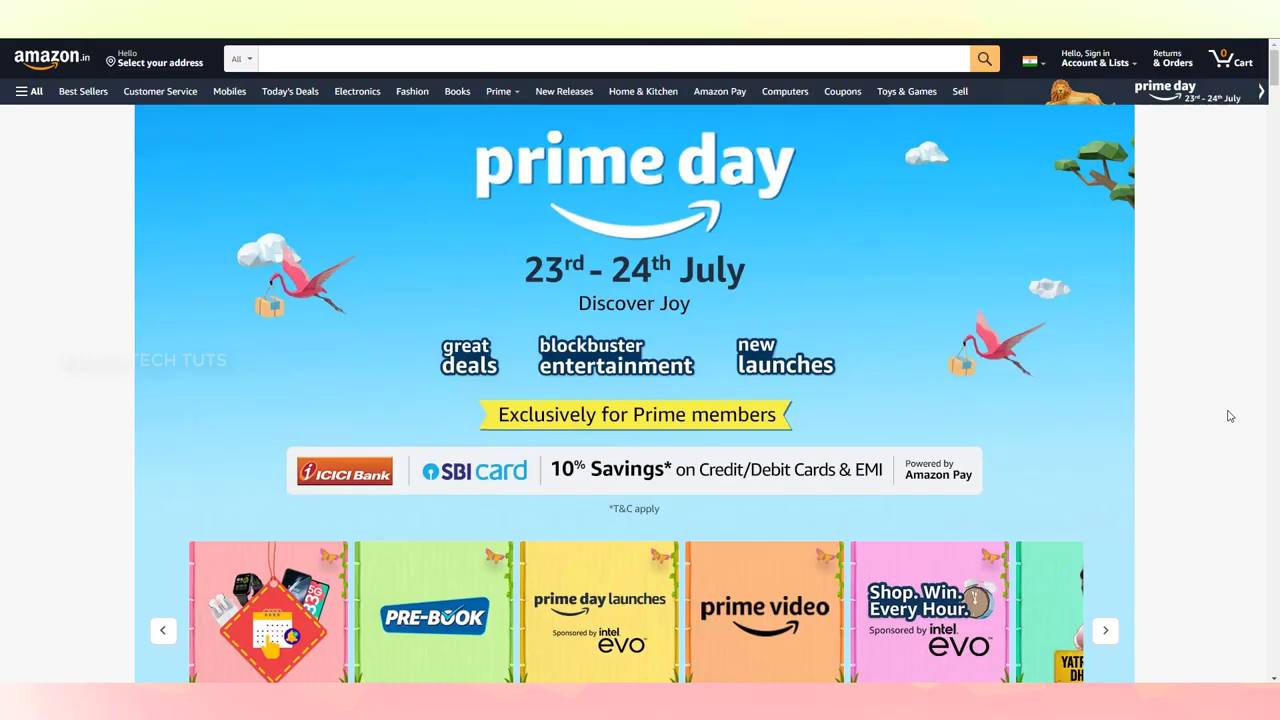 amazon.in
Hello
Select your address
All
Hello, Sign in
Account & Lists
Returns
& Orders
0
Cart
All
Best Sellers
Customer Service
Mobiles
Today's Deals
Electronics
Fashion
Books
Prime
New Releases
Home & Kitchen
Amazon Pay
Computers
Coupons
Toys & Games
Sell
prime day
23rd - 24th July
prime day
23rd - 24th July
Discover Joy
great
deals
blockbuster
entertainment
new
launches
TECH TUTS
Exclusively for Prime members
ICICI Bank
SBI card
10% Savings* on Credit/Debit Cards & EMI
Powered by
Amazon Pay
*T&C apply
PRE-BOOK
prime day launches
Sponsored by intel
evo
prime video
Shop. Win.
Every Hour.
Sponsored by intel
evo